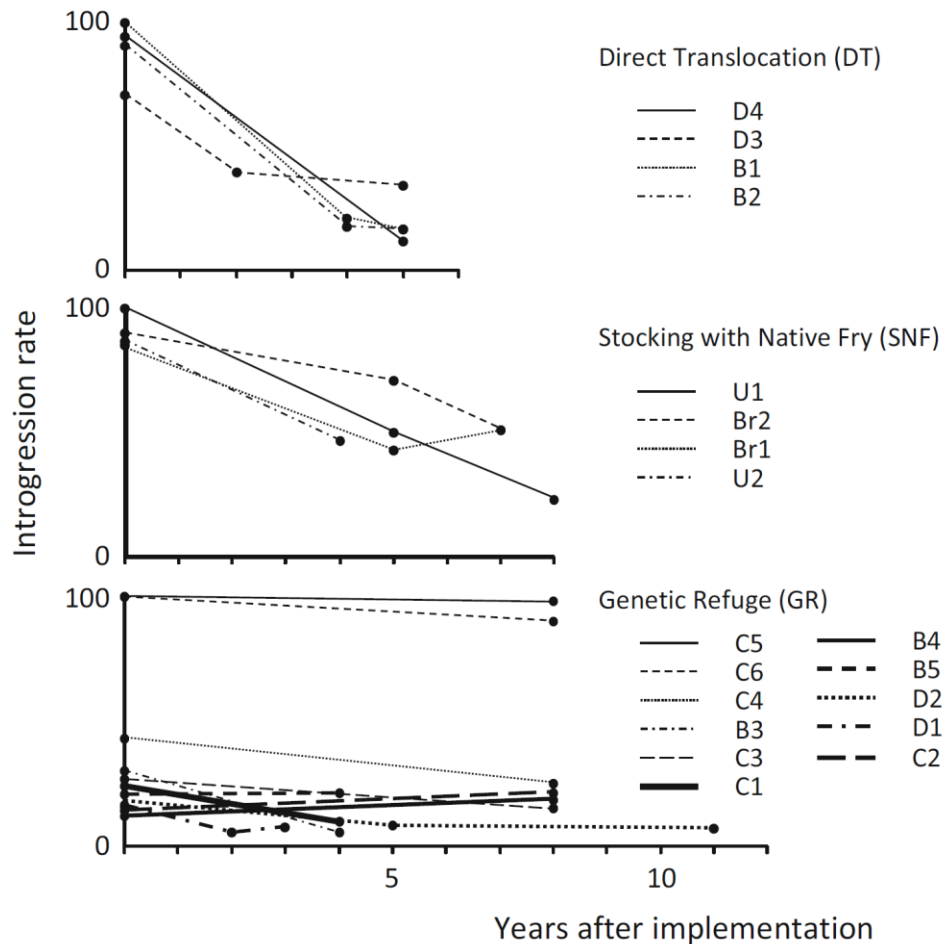 100
0
Direct Translocation (DT)
D4
D3
B1
B2
Introgression rate
100
0
Stocking with Native Fry (SNF)
U1
Br2
Br1
U2
100
0
Genetic Refuge (GR)
C5 B4
C6 B5
C4 D2
B3 D1
C3 C2
C1
5 10
Years after implementation